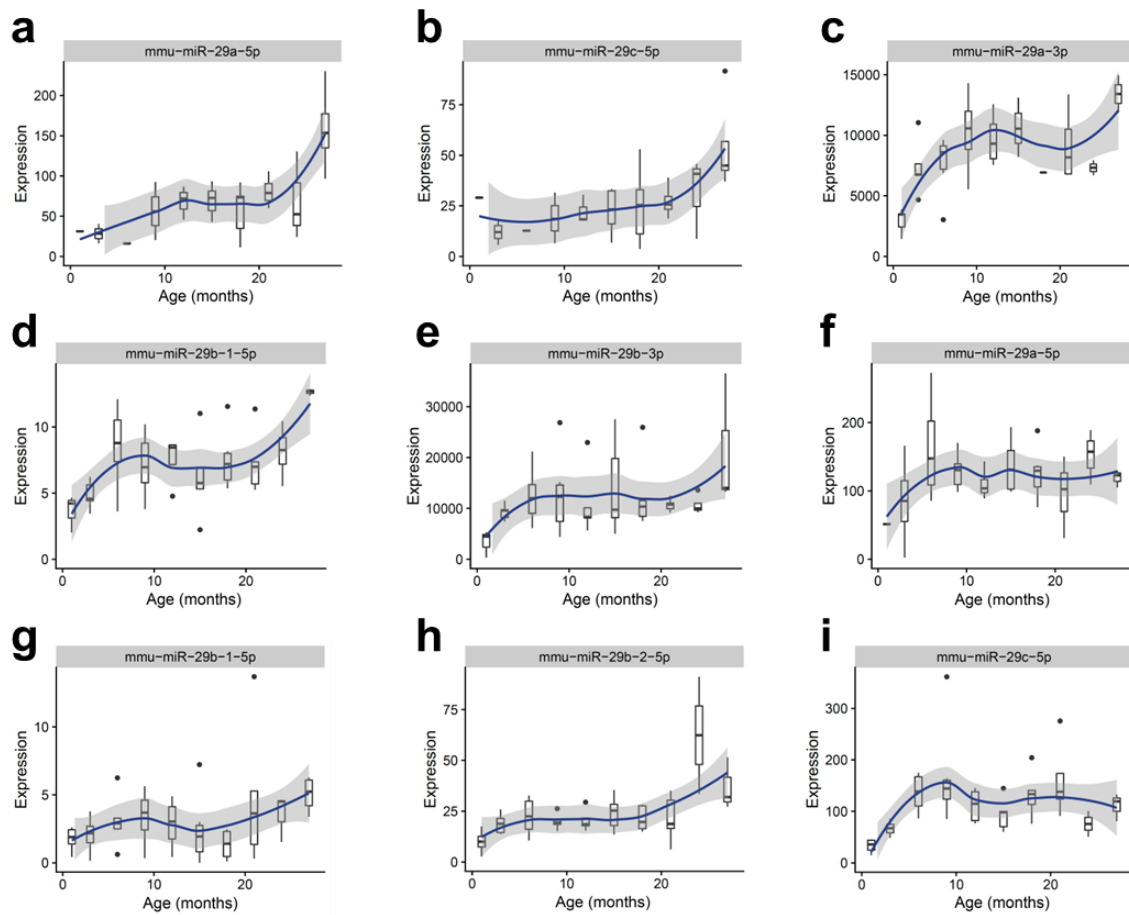 a
mmu-miR-29a-5p
Expression
200
150
100
50
0
0
10
20
Age (months)
b
mmu-miR-29c-5p
Expression
75
50
25
0
0
10
20
Age (months)
c
mmu-miR-29a-3p
Expression
15000
10000
5000
0
0
10
20
Age (months)
d
mmu-miR-29b-1-5p
Expression
10
5
0
0
10
20
Age (months)
e
mmu-miR-29b-3p
Expression
30000
20000
10000
0
0
10
20
Age (months)
f
mmu-miR-29a-5p
Expression
200
100
0
0
10
20
Age (months)
g
mmu-miR-29b-1-5p
Expression
10
5
0
0
10
20
Age (months)
h
mmu-miR-29b-2-5p
Expression
75
50
25
0
0
10
20
Age (months)
i
mmu-miR-29c-5p
Expression
300
200
100
0
0
10
20
Age (months)